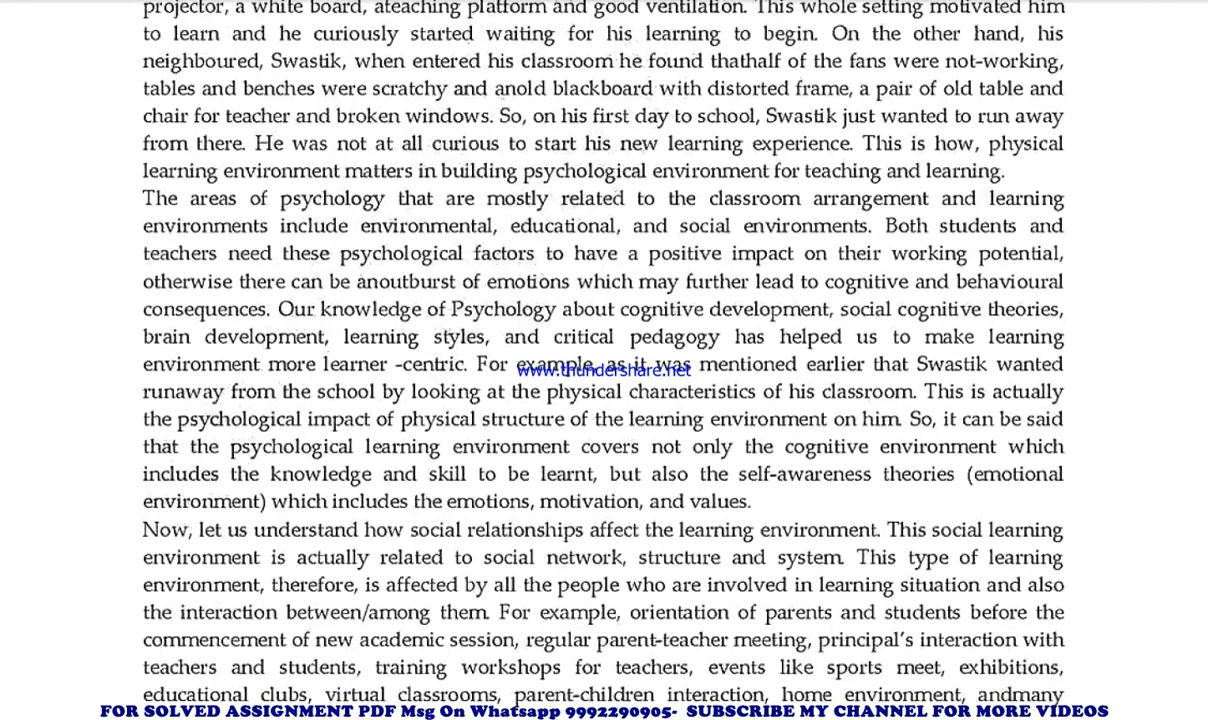 projector, a white board, ateaching platform and good ventilation. This whole setting motivated him
to learn and he curiously started waiting for his learning to begin. On the other hand, his
neighboured, Swastik, when entered his classroom he found thathalf of the fans were not-working,
tables and benches were scratchy and anold blackboard with distorted frame, a pair of old table and
chair for teacher and broken windows. So, on his first day to school, Swastik just wanted to run away
from there. He was not at all curious to start his new learning experience. This is how, physical
learning environment matters in building psychological environment for teaching and learning.
The areas of psychology that are mostly related to the classroom arrangement and learning
environments include environmental, educational, and social environments. Both students and
teachers need these psychological factors to have a positive impact on their working potential,
otherwise there can be anoutburst of emotions which may further lead to cognitive and behavioural
consequences. Our knowledge of Psychology about cognitive development, social cognitive theories,
brain development, learning styles, and critical pedagogy has helped us to make learning
environment more learner -centric. For example, as it was mentioned earlier that Swastik wanted
www.thundershare.net
runaway from the school by looking at the physical characteristics of his classroom. This is actually
the psychological impact of physical structure of the learning environment on him. So, it can be said
that the psychological learning environment covers not only the cognitive environment which
includes the knowledge and skill to be learnt, but also the self-awareness theories (emotional
environment) which includes the emotions, motivation, and values.
Now, let us understand how social relationships affect the learning environment. This social learning
environment is actually related to social network, structure and system. This type of learning
environment, therefore, is affected by all the people who are involved in learning situation and also
the interaction between/among them. For example, orientation of parents and students before the
commencement of new academic session, regular parent-teacher meeting, principal's interaction with
teachers and students, training workshops for teachers, events like sports meet, exhibitions,
educational clubs, virtual classrooms, parent-children interaction, home environment, andmany
FOR SOLVED ASSIGNMENT PDF Msg On Whatsapp 9992290905- SUBSCRIBE MY CHANNEL FOR MORE VIDEOS